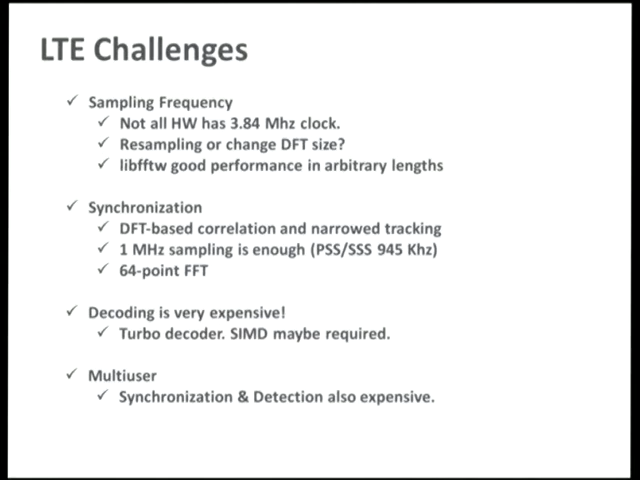 LTE Challenges
✓ Sampling Frequency
✓ Not all HW has 3.84 Mhz clock.
✓ Resampling or change DFT size?
✓ libfftw good performance in arbitrary lengths
✓ Synchronization
✓ DFT-based correlation and narrowed tracking
✓ 1 MHz sampling is enough (PSS/SSS 945 Khz)
✓ 64-point FFT
✓ Decoding is very expensive!
✓ Turbo decoder. SIMD maybe required.
✓ Multiuser
✓ Synchronization & Detection also expensive.